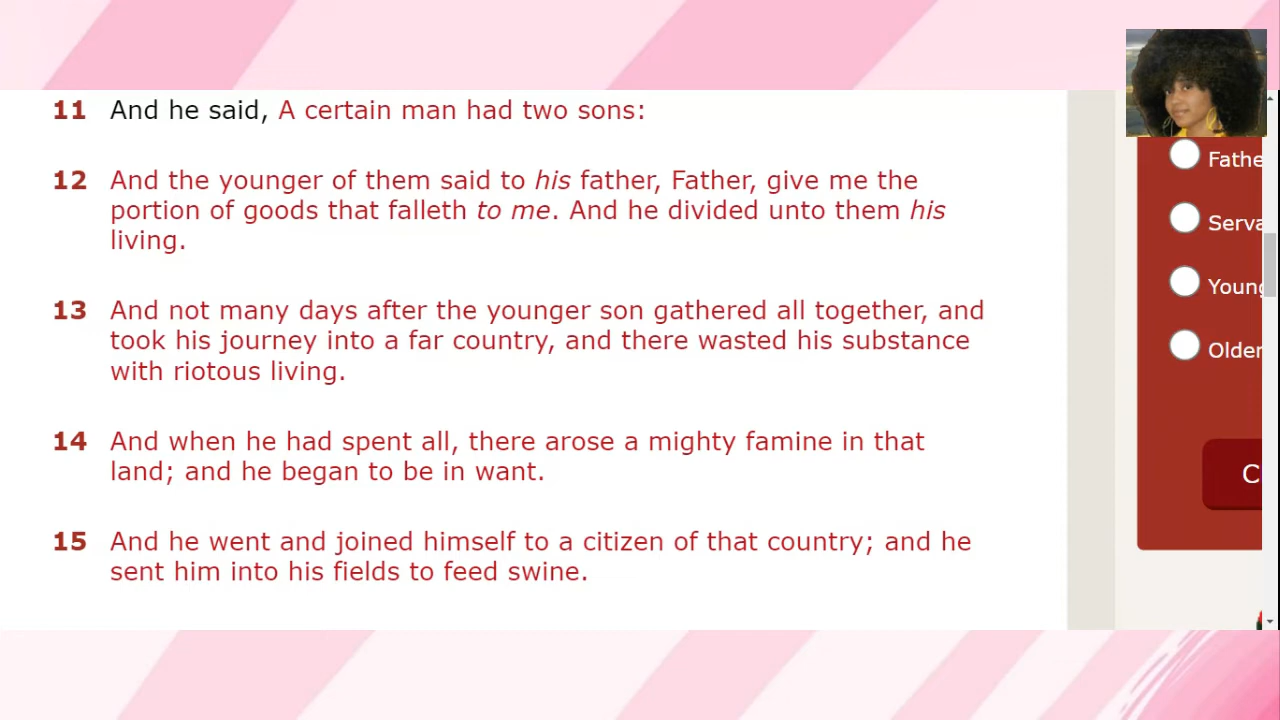 11 And he said, A certain man had two sons:
12 And the younger of them said to his father, Father, give me the
portion of goods that falleth to me. And he divided unto them his
living.
13 And not many days after the younger son gathered all together, and
took his journey into a far country, and there wasted his substance
with riotous living.
14 And when he had spent all, there arose a mighty famine in that
land; and he began to be in want.
15 And he went and joined himself to a citizen of that country; and he
sent him into his fields to feed swine.
Fathe
Serva
Young
Older
C